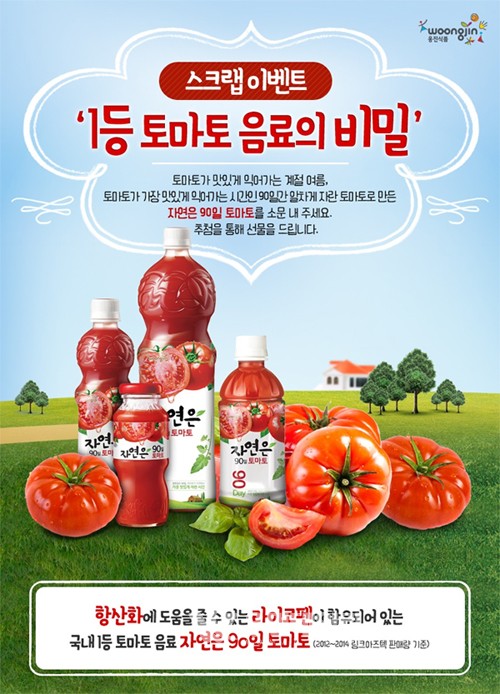 woongjin
웅진식품
스크랩 이벤트
'1등 토마토 음료의 비밀'
토마토가 맛있게 익어가는 계절 여름,
토마토가 가장 맛있게 익어가는 시간인 90일간 알차게 자란 토마토로 만든
자연은 90일 토마토를 소문 내 주세요.
추첨을 통해 선물을 드립니다.
자연은
90일 토마토
자연은
90일 토마토
자연은
90일 토마토
자연은
90일 토마토
90
Day
항산화에 도움을 줄 수 있는 라이코펜이 함유되어 있는
국내 1등 토마토 음료 자연은 90일 토마토 (2012~2014 링크아즈텍 판매량 기준)